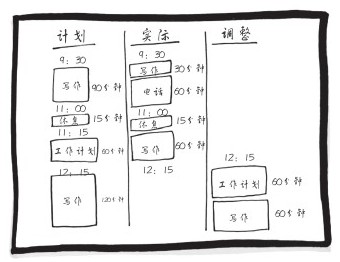 计划
9：30
写作
90分钟
11：00
休息
15分钟
11：15
工作计划
60分钟
12：15
写作
120分钟
实际
9：30
写作
30分钟
电话
60分钟
11：00
休息
15分钟
写作
60分钟
12：15
调整
12：15
工作计划
60分钟
写作
60分钟